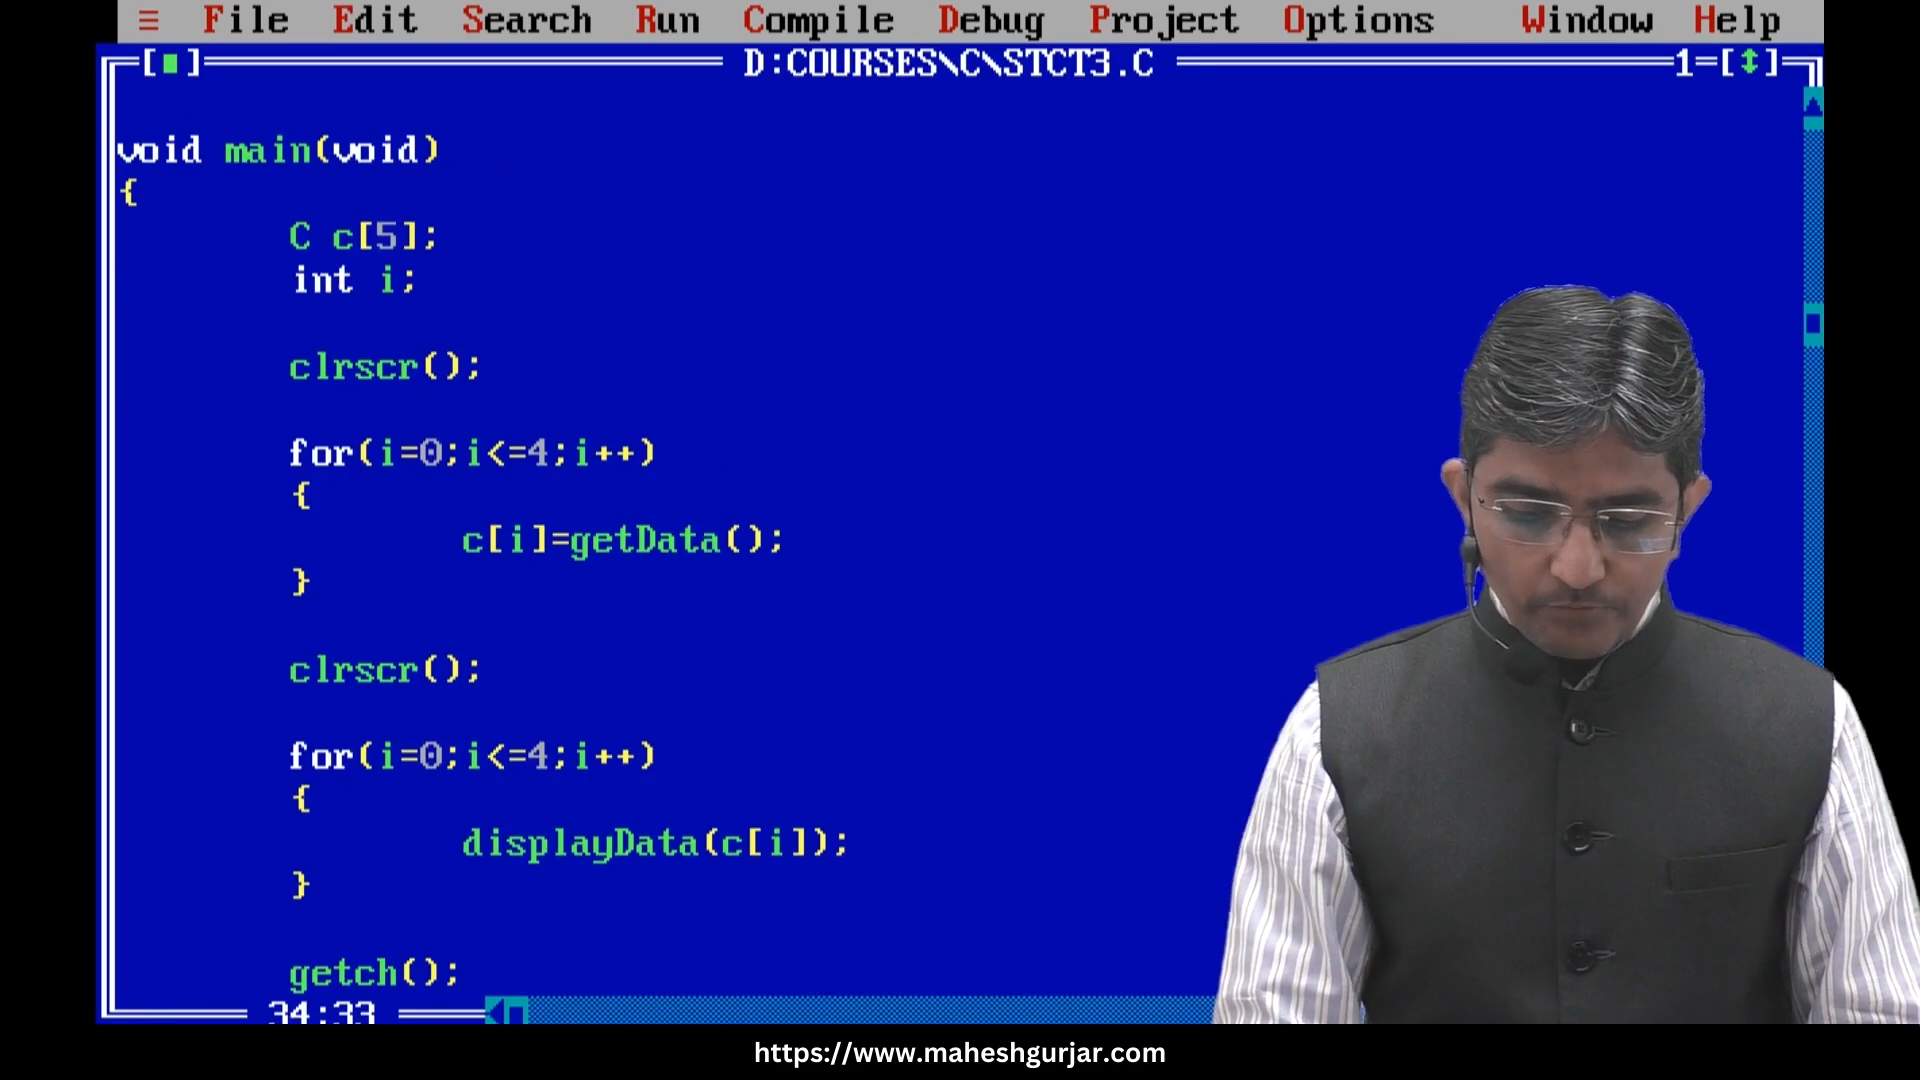 ≡ File Edit Search Run Compile Debug Project Options Window Help
[■] D:COURSES\C\STCT3.C 1=[↕]
void main(void)
{
C c[5];
int i;
clrscr();
for(i=0;i<=4;i++)
{
c[i]=getData();
}
clrscr();
for(i=0;i<=4;i++)
{
displayData(c[i]);
}
getch();
34:33
https://www.maheshgurjar.com